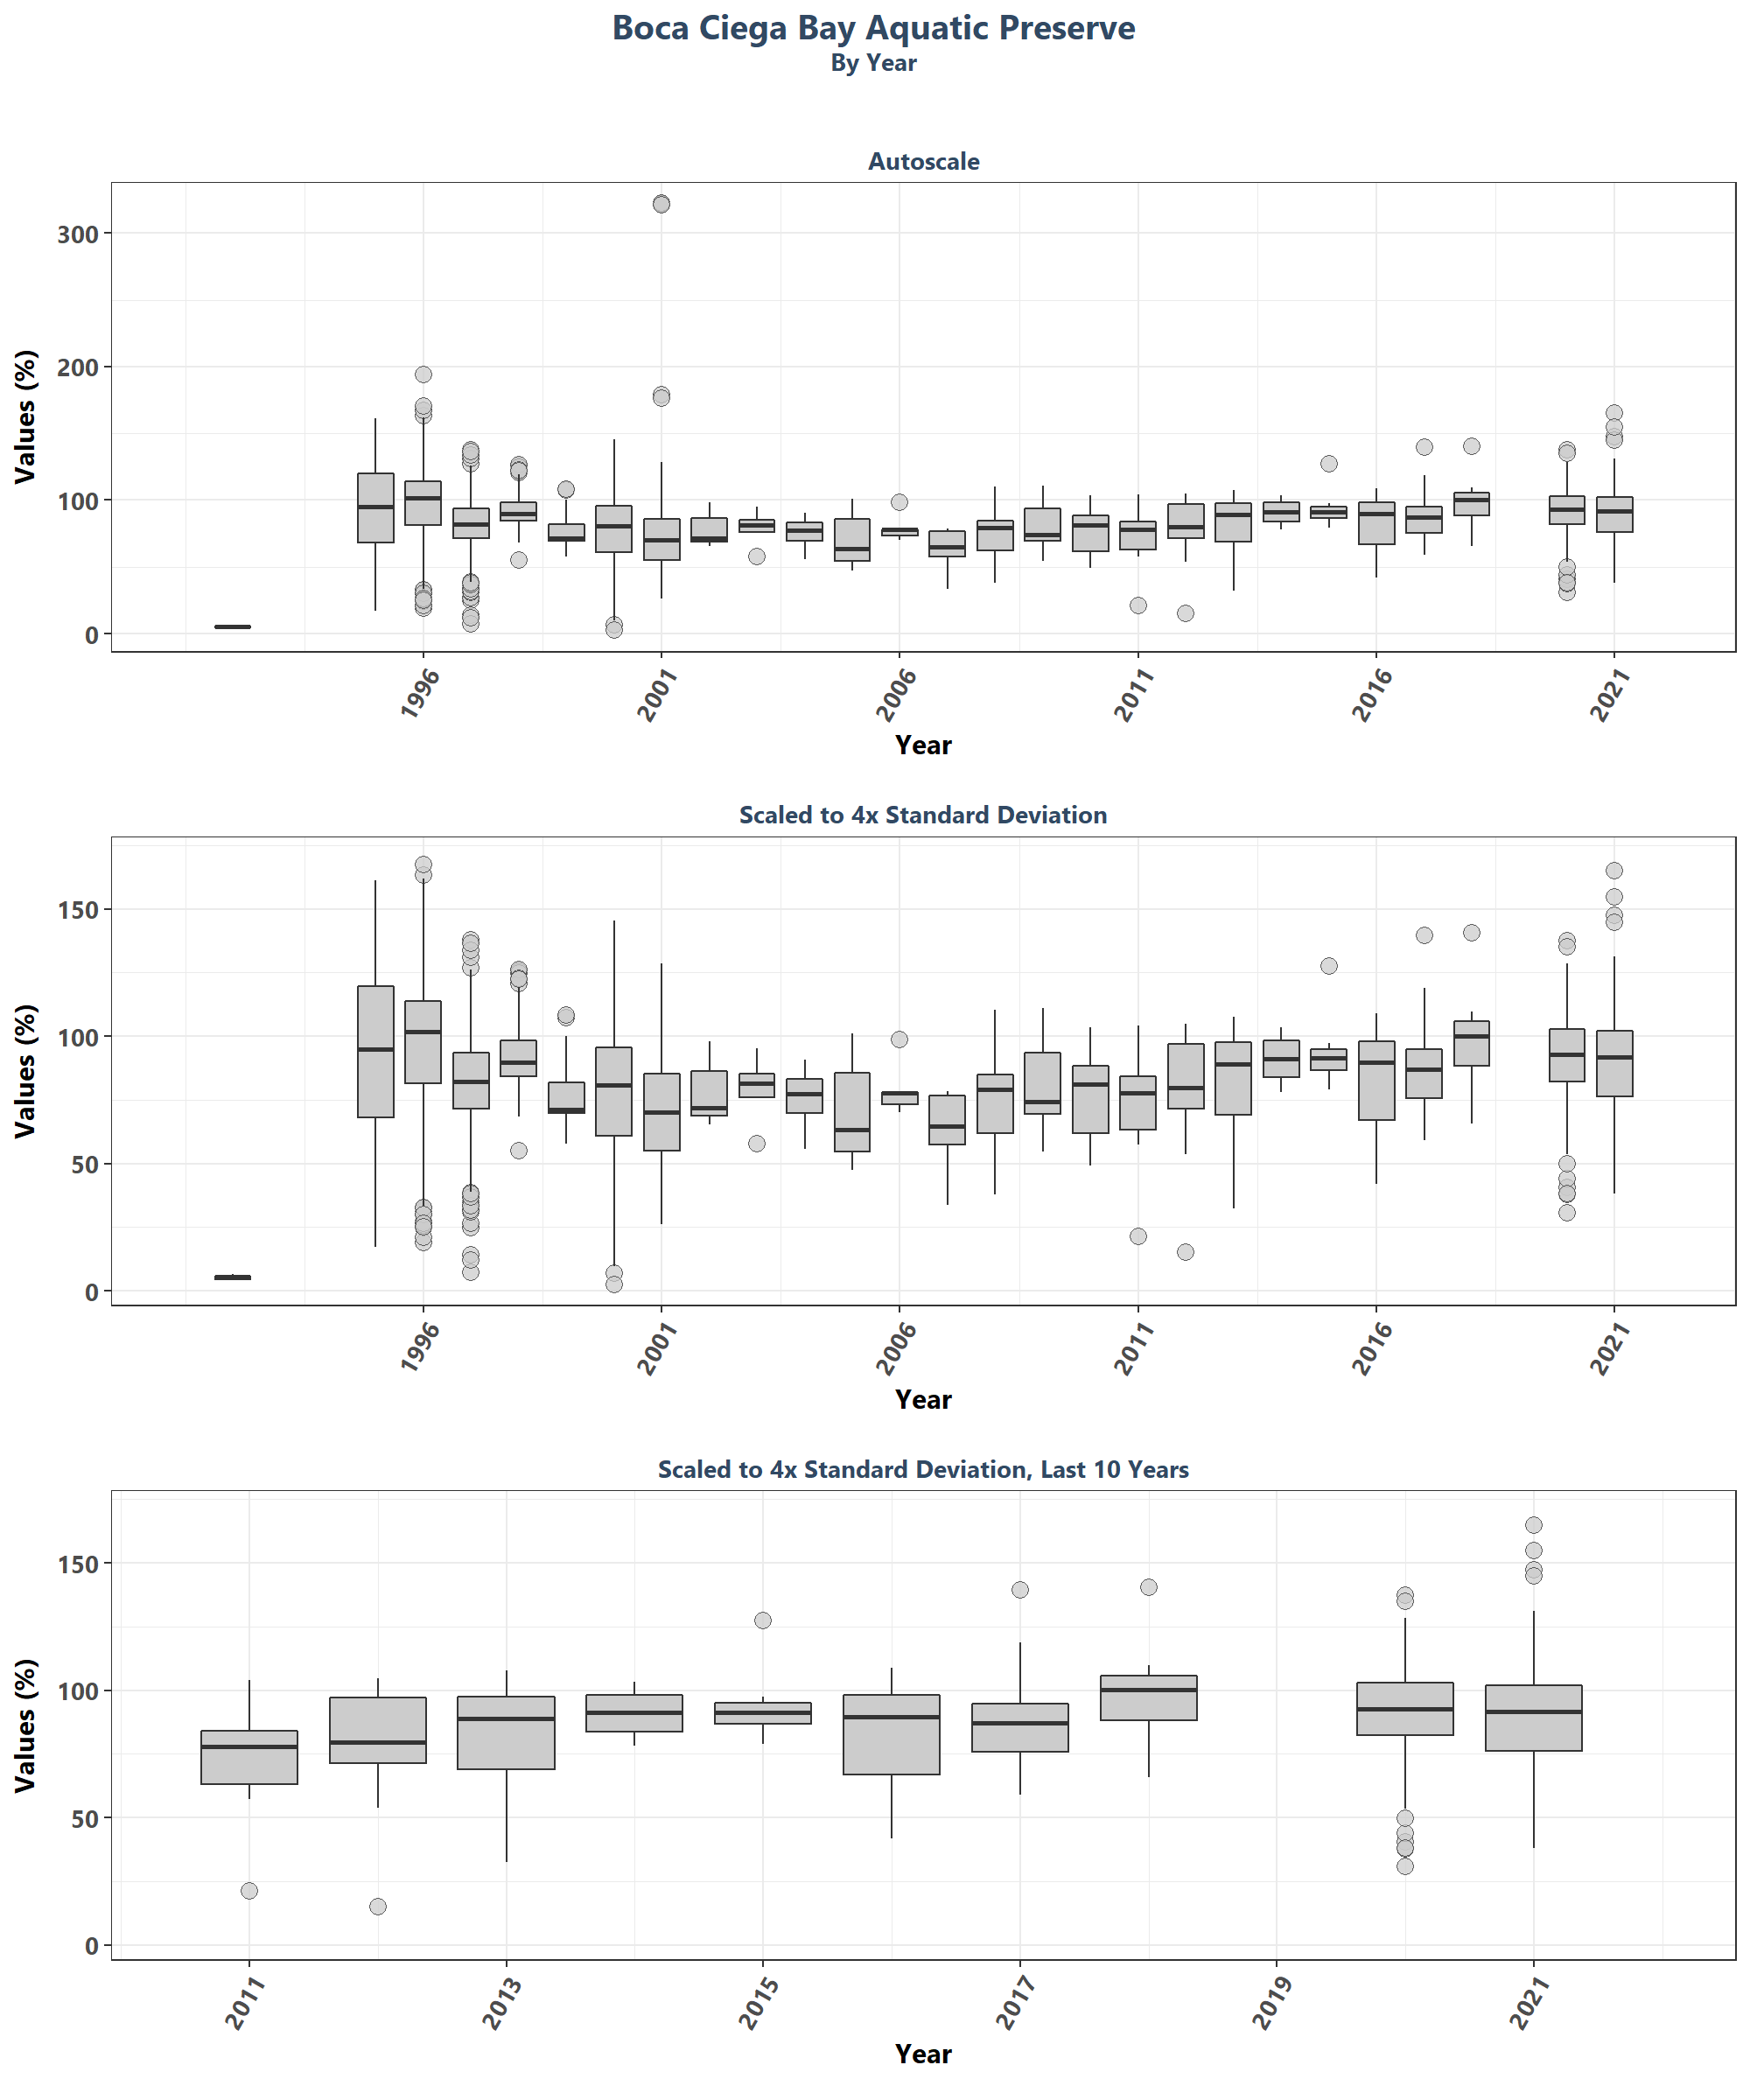 Boca Ciega Bay Aquatic Preserve
By Year
Autoscale
Values (%)
300
200
100
0
1996 2001 2006 2011 2016 2021
Year
Scaled to 4x Standard Deviation
Values (%)
150
100
50
0
1996 2001 2006 2011 2016 2021
Year
Scaled to 4x Standard Deviation, Last 10 Years
Values (%)
150
100
50
0
2011 2013 2015 2017 2019 2021
Year